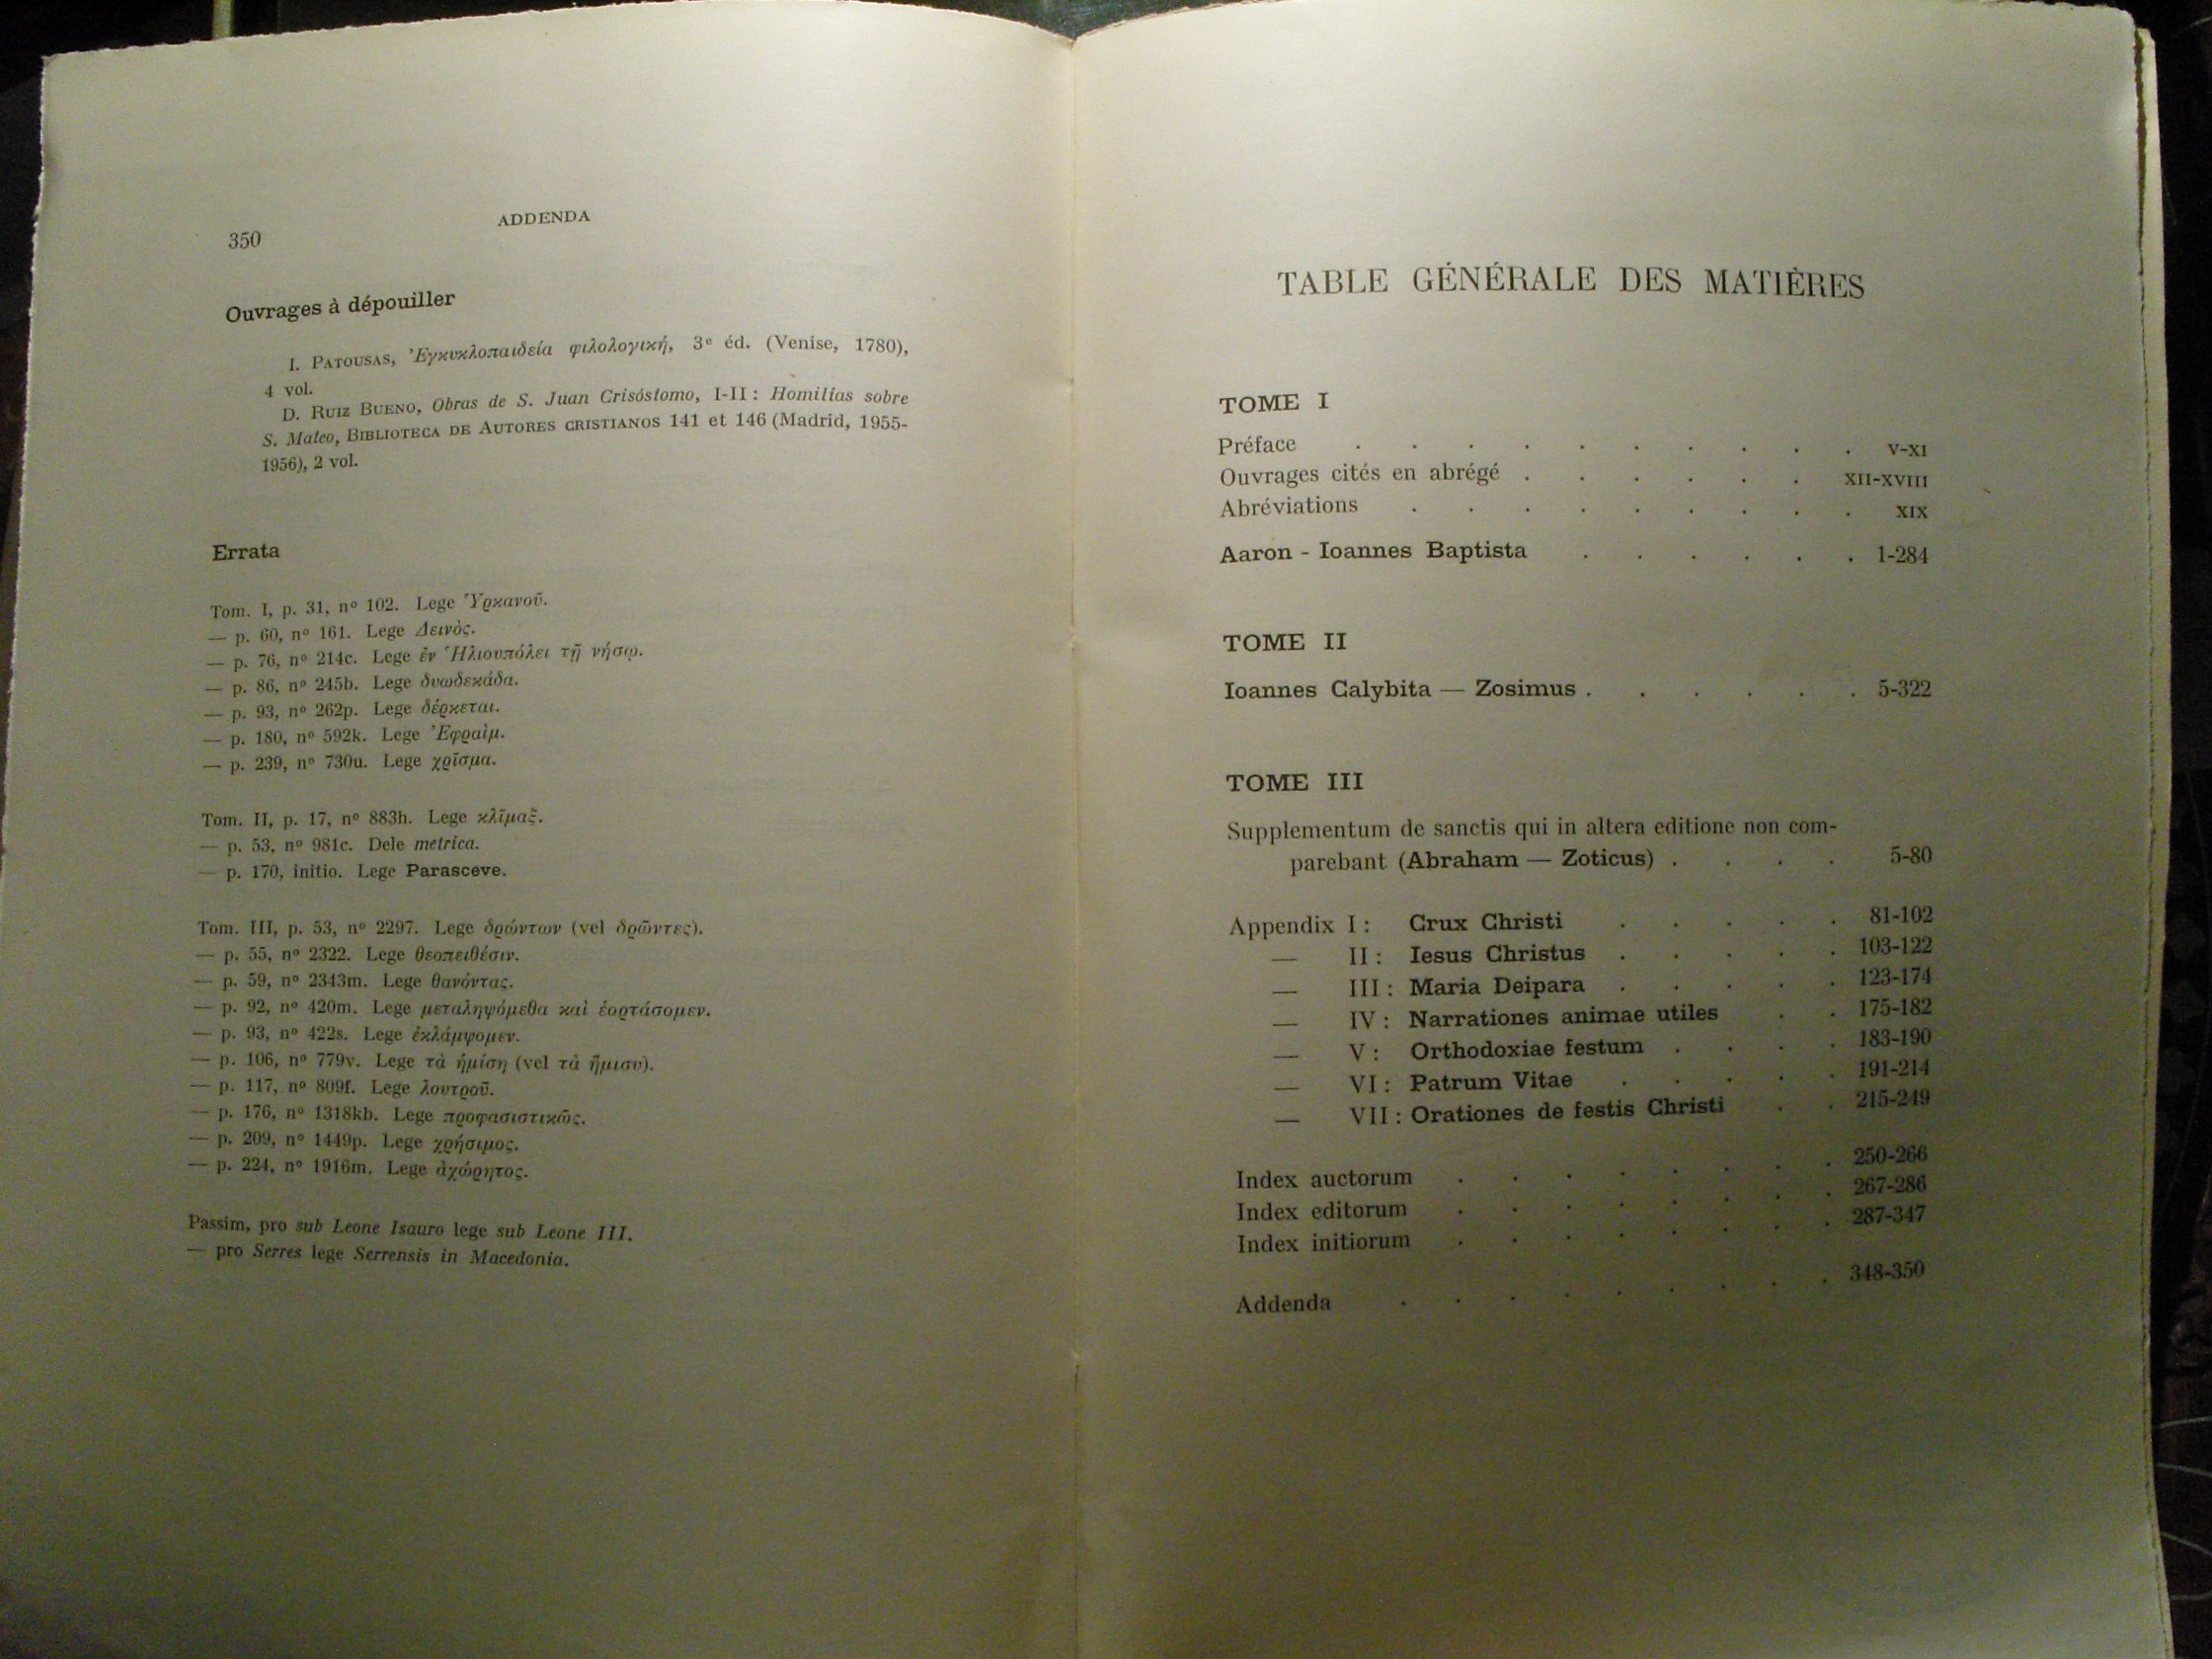 350
ADDENDA
Ouvrages à dépouiller
I. Patousas, Ἐγκυκλοπαιδεία φιλολογική, 3e éd. (Venise, 1780),
4 vol.
D. Ruiz Bueno, Obras de S. Juan Crisóstomo, I-II : Homilías sobre
S. Mateo, Biblioteca de Autores cristianos 141 et 146 (Madrid, 1955-
1956), 2 vol.
Errata
Tom. I, p. 31, nº 102. Lege Ὑρκανοῦ.
— p. 60, nº 161. Lege Δεινὸς.
— p. 76, nº 214c. Lege ἐν Ἡλιουπόλει τῇ νήσῳ.
— p. 86, nº 245b. Lege δυωδεκάδα.
— p. 93, nº 262p. Lege δέρκεται.
— p. 180, nº 592k. Lege Ἐφραὶμ.
— p. 239, nº 730u. Lege χρῖσμα.
Tom. II, p. 17, nº 883h. Lege κλῖμαξ.
— p. 53, nº 981c. Dele metrica.
— p. 170, initio. Lege Parasceve.
Tom. III, p. 53, nº 2297. Lege δρώντων (vel δρῶντες).
— p. 55, nº 2322. Lege θεοπειθέσιν.
— p. 59, nº 2343m. Lege θανόντας.
— p. 92, nº 420m. Lege μεταληψόμεθα καὶ ἑορτάσομεν.
— p. 93, nº 422s. Lege ἐκλάμψομεν.
— p. 106, nº 779v. Lege τὰ ἡμίση (vel τὰ ἥμισυ).
— p. 117, nº 809f. Lege λουτροῦ.
— p. 176, nº 1318kb. Lege προφασιστικῶς.
— p. 209, nº 1449p. Lege χρήσιμος.
— p. 224, nº 1916m. Lege ἀχώρητος.
Passim, pro sub Leone Isauro lege sub Leone III.
— pro Serres lege Serrensis in Macedonia.
TABLE GÉNÉRALE DES MATIÈRES
TOME I
Préface . . . . . . . . . . v-xi
Ouvrages cités en abrégé . . . . . . xii-xviii
Abréviations . . . . . . . . . xix
Aaron - Ioannes Baptista . . . . . . 1-284
TOME II
Ioannes Calybita — Zosimus . . . . . . 5-322
TOME III
Supplementum de sanctis qui in altera editione non com-
parebant (Abraham — Zoticus) . . . . 5-80
Appendix I : Crux Christi . . . . . 81-102
— II : Iesus Christus . . . . . 103-122
— III : Maria Deipara . . . . . 123-174
— IV : Narrationes animae utiles . . 175-182
— V : Orthodoxiae festum . . . . 183-190
— VI : Patrum Vitae . . . . . 191-214
— VII : Orationes de festis Christi . . 215-249
Index auctorum . . . . . . . . 250-266
Index editorum . . . . . . . . 267-286
Index initiorum . . . . . . . . 287-347
Addenda . . . . . . . . . 348-350